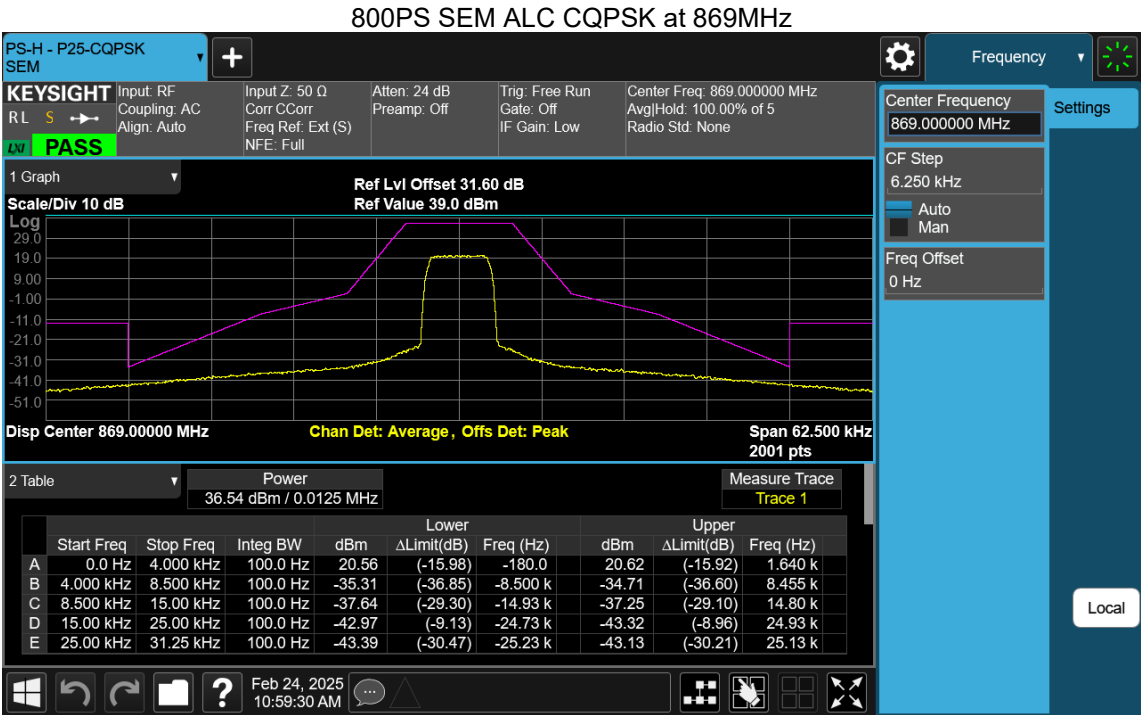 800PS SEM ALC CQPSK at 869MHz
PS-H - P25-CQPSK
SEM
+
Frequency
KEYSIGHT
RL S
LXI PASS
Input: RF
Coupling: AC
Align: Auto
Input Z: 50 Ω
Corr CCorr
Freq Ref: Ext (S)
NFE: Full
Atten: 24 dB
Preamp: Off
Trig: Free Run
Gate: Off
IF Gain: Low
Center Freq: 869.000000 MHz
Avg|Hold: 100.00% of 5
Radio Std: None
Center Frequency
869.000000 MHz
Settings
CF Step
6.250 kHz
Auto
Man
Freq Offset
0 Hz
Local
1 Graph
Scale/Div 10 dB
Ref Lvl Offset 31.60 dB
Ref Value 39.0 dBm
Log
29.0
19.0
9.00
-1.00
-11.0
-21.0
-31.0
-41.0
-51.0
Disp Center 869.00000 MHz
Chan Det: Average , Offs Det: Peak
Span 62.500 kHz
2001 pts
2 Table
Power
36.54 dBm / 0.0125 MHz
Measure Trace
Trace 1
Lower Upper
Start Freq Stop Freq Integ BW dBm ΔLimit(dB) Freq (Hz) dBm ΔLimit(dB) Freq (Hz)
A 0.0 Hz 4.000 kHz 100.0 Hz 20.56 (-15.98) -180.0 20.62 (-15.92) 1.640 k
B 4.000 kHz 8.500 kHz 100.0 Hz -35.31 (-36.85) -8.500 k -34.71 (-36.60) 8.455 k
C 8.500 kHz 15.00 kHz 100.0 Hz -37.64 (-29.30) -14.93 k -37.25 (-29.10) 14.80 k
D 15.00 kHz 25.00 kHz 100.0 Hz -42.97 (-9.13) -24.73 k -43.32 (-8.96) 24.93 k
E 25.00 kHz 31.25 kHz 100.0 Hz -43.39 (-30.47) -25.23 k -43.13 (-30.21) 25.13 k
?
Feb 24, 2025
10:59:30 AM